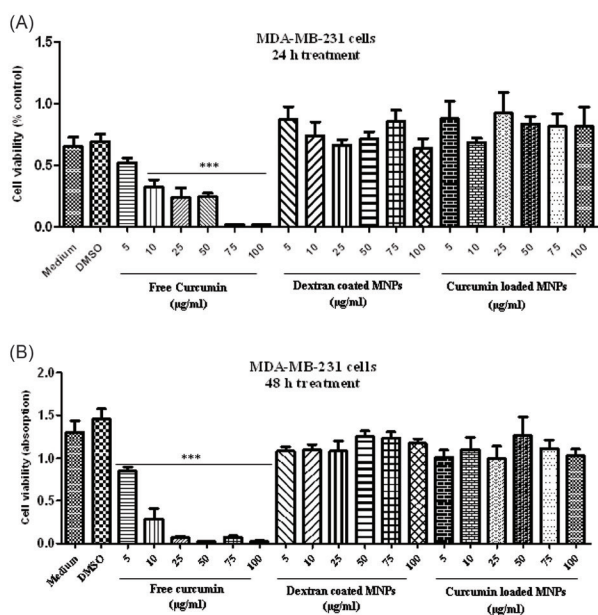 (A)
MDA-MB-231 cells
24 h treatment
Cell viability (% control)
1.5
1.0
0.5
0.0
Medium DMSO 5 10 25 50 75 100 5 10 25 50 75 100 5 10 25 50 75 100
***
Free Curcumin Dextran coated MNPs Curcumin loaded MNPs
(µg/ml) (µg/ml) (µg/ml)
(B)
MDA-MB-231 cells
48 h treatment
Cell viability (absorption)
2.0
1.5
1.0
0.5
0.0
***
Medium DMSO 5 10 25 50 75 100 5 10 25 50 75 100 5 10 25 50 75 100
Free curcumin Dextran coated MNPs Curcumin loaded MNPs
(µg/ml) (µg/ml) (µg/ml)